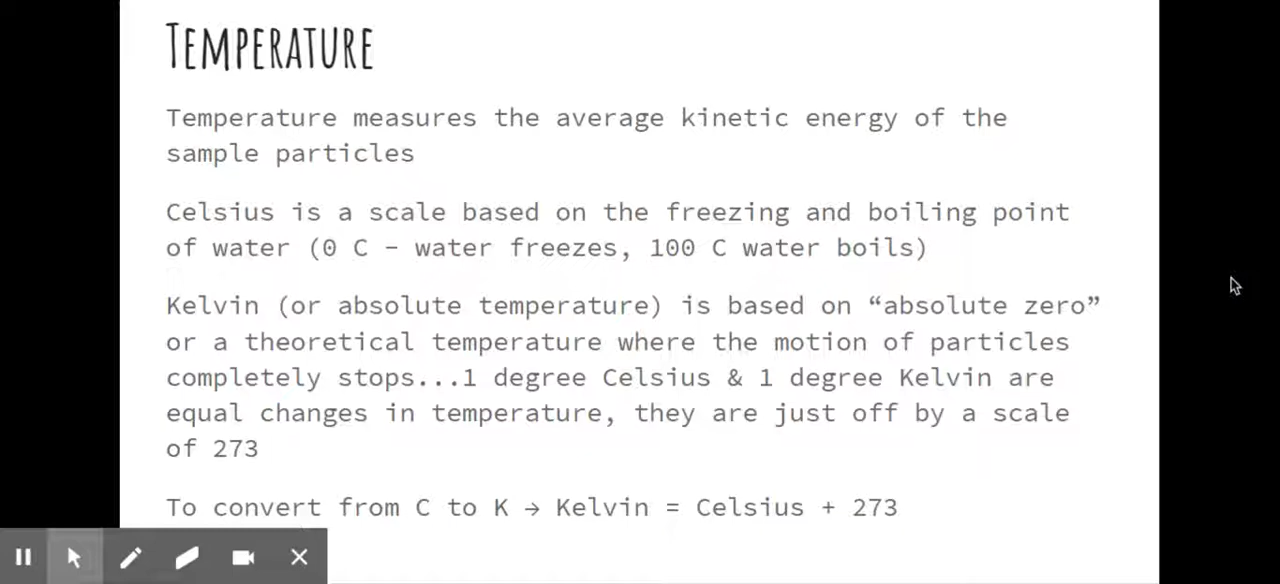 TEMPERATURE
Temperature measures the average kinetic energy of the
sample particles
Celsius is a scale based on the freezing and boiling point
of water (0 C – water freezes, 100 C water boils)
Kelvin (or absolute temperature) is based on “absolute zero”
or a theoretical temperature where the motion of particles
completely stops...1 degree Celsius & 1 degree Kelvin are
equal changes in temperature, they are just off by a scale
of 273
To convert from C to K → Kelvin = Celsius + 273